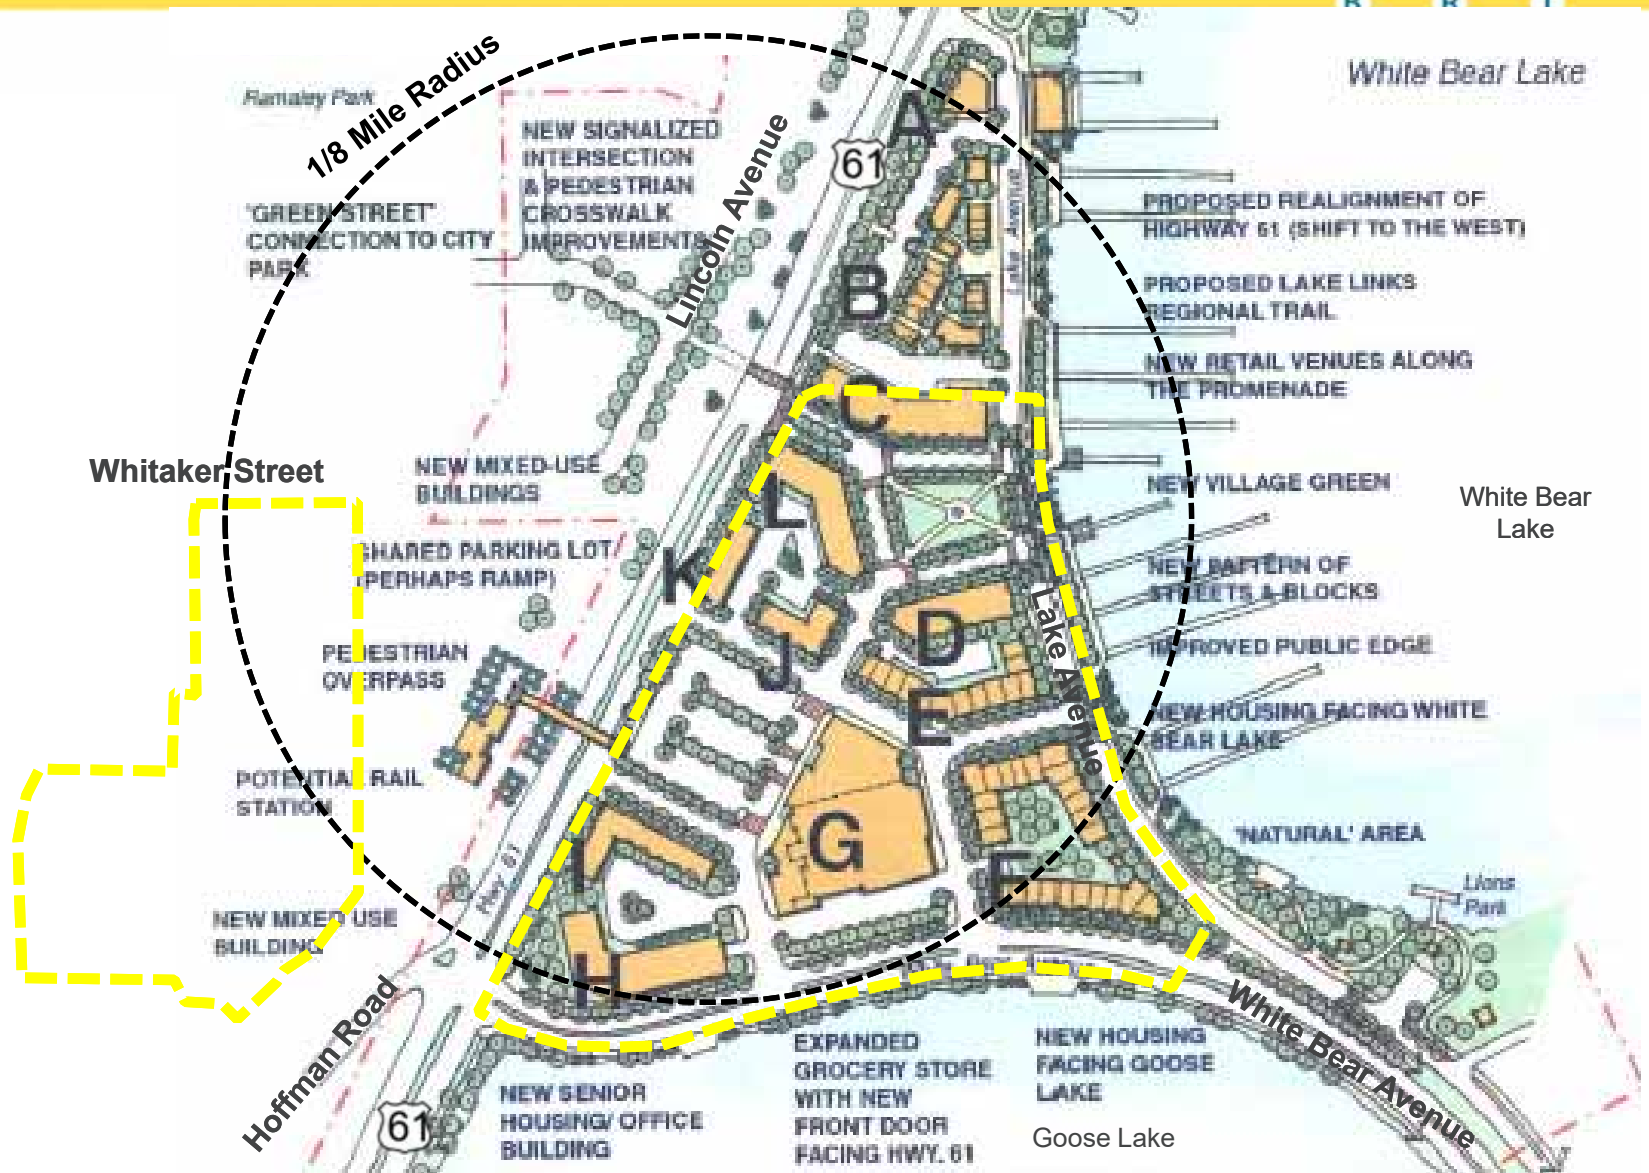 White Bear Lake
Ramaley Park
1/8 Mile Radius
NEW SIGNALIZED
INTERSECTION
& PEDESTRIAN
CROSSWALK
IMPROVEMENTS
Lincoln Avenue
A
61
'GREEN STREET'
CONNECTION TO CITY
PARK
Lake Avenue
PROPOSED REALIGNMENT OF
HIGHWAY 61 (SHIFT TO THE WEST)
B
PROPOSED LAKE LINKS
REGIONAL TRAIL
NEW RETAIL VENUES ALONG
THE PROMENADE
C
Whitaker Street
NEW MIXED-USE
BUILDINGS
L
NEW VILLAGE GREEN
White Bear
Lake
SHARED PARKING LOT
(PERHAPS RAMP)
K
NEW PATTERN OF
STREETS & BLOCKS
D
Lake Avenue
PEDESTRIAN
OVERPASS
J
IMPROVED PUBLIC EDGE
E
NEW HOUSING FACING WHITE
BEAR LAKE
POTENTIAL RAIL
STATION
G
'NATURAL' AREA
I
F
Hwy 61
Lions
Park
NEW MIXED USE
BUILDING
H
Hoffman Road
White Bear Avenue
61
NEW SENIOR
HOUSING/ OFFICE
BUILDING
EXPANDED
GROCERY STORE
WITH NEW
FRONT DOOR
FACING HWY. 61
NEW HOUSING
FACING GOOSE
LAKE
Goose Lake